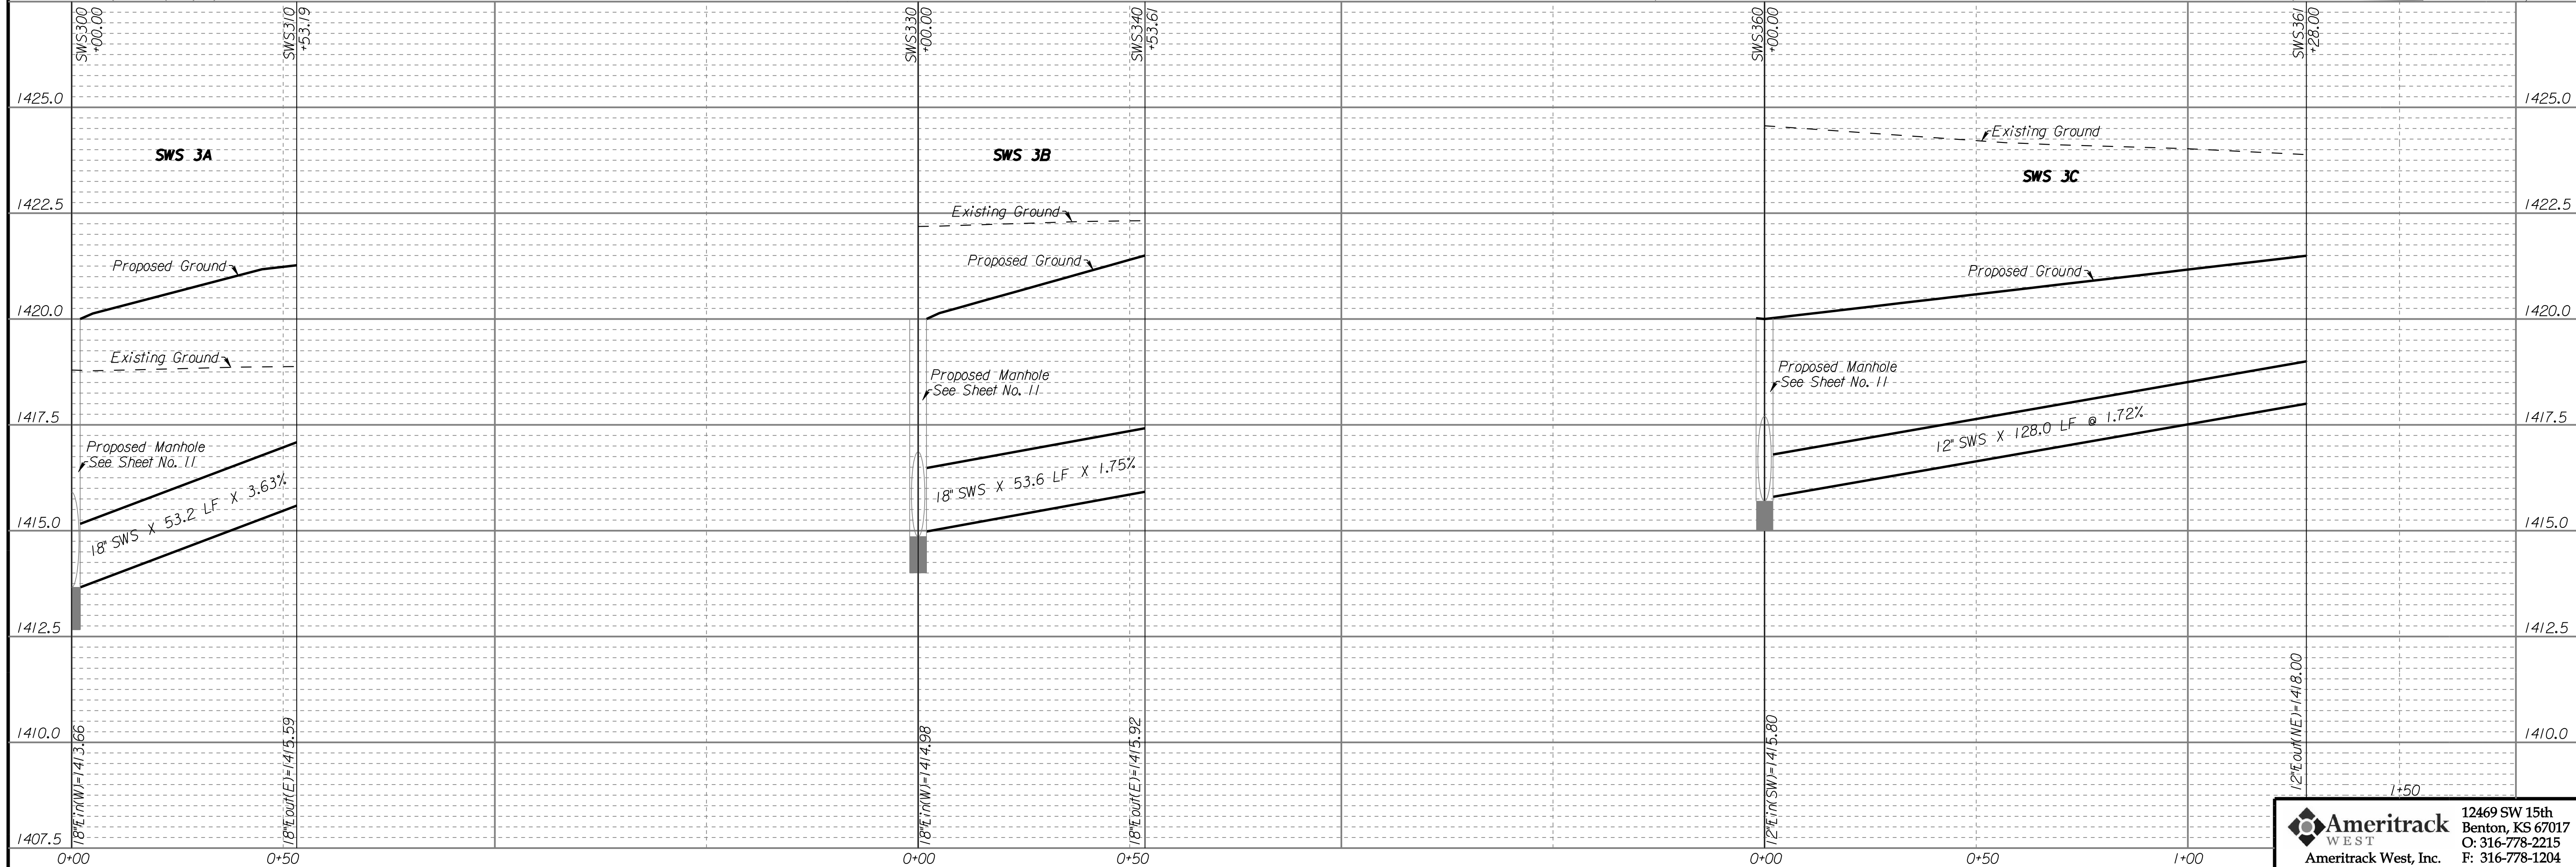 SWS300
+00.00
SWS310
+53.19
SWS330
+00.00
SWS340
+53.61
SWS360
+00.00
SWS361
+28.00
1425.0
1425.0
SWS 3A
SWS 3B
Existing Ground
SWS 3C
1422.5
Existing Ground
1422.5
Proposed Ground
Proposed Ground
Proposed Ground
1420.0
1420.0
Existing Ground
Proposed Manhole
See Sheet No. 11
Proposed Manhole
See Sheet No. 11
1417.5
1417.5
Proposed Manhole
See Sheet No. 11
18" SWS X 53.2 LF X 3.63%
18" SWS X 53.6 LF X 1.75%
12" SWS X 128.0 LF @ 1.72%
1415.0
1415.0
1412.5
1412.5
1410.0
1410.0
18"℄in(W)=1413.66
18"℄out(E)=1415.59
18"℄in(W)=1414.98
18"℄out(E)=1415.92
12"℄in(SW)=1415.80
12"℄out(NE)=1418.00
1407.5
1+50
0+00
0+50
0+00
0+50
0+00
0+50
1+00
Ameritrack
WEST
Ameritrack West, Inc.
12469 SW 15th
Benton, KS 67017
O: 316-778-2215
F: 316-778-1204